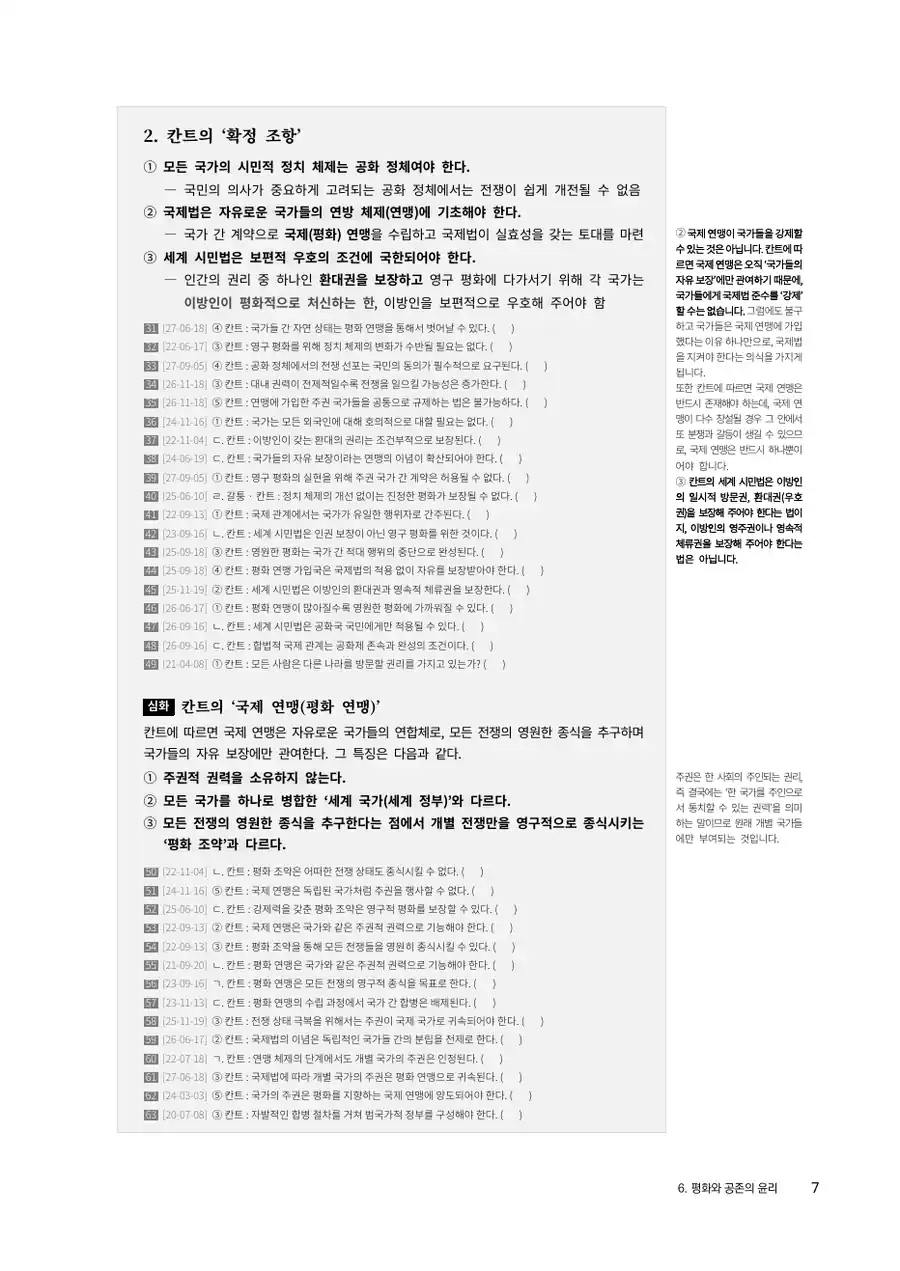 2. 칸트의 ‘확정 조항’
① 모든 국가의 시민적 정치 체제는 공화 정체여야 한다.
― 국민의 의사가 중요하게 고려되는 공화 정체에서는 전쟁이 쉽게 개전될 수 없음
② 국제법은 자유로운 국가들의 연방 체제(연맹)에 기초해야 한다.
― 국가 간 계약으로 국제(평화) 연맹을 수립하고 국제법이 실효성을 갖는 토대를 마련
③ 세계 시민법은 보편적 우호의 조건에 국한되어야 한다.
― 인간의 권리 중 하나인 환대권을 보장하고 영구 평화에 다가서기 위해 각 국가는
이방인이 평화적으로 처신하는 한, 이방인을 보편적으로 우호해 주어야 함
31 [27-06-18] ④ 칸트 : 국가들 간 자연 상태는 평화 연맹을 통해서 벗어날 수 있다. ( )
32 [22-06-17] ③ 칸트 : 영구 평화를 위해 정치 체제의 변화가 수반될 필요는 없다. ( )
33 [27-09-05] ④ 칸트 : 공화 정체에서의 전쟁 선포는 국민의 동의가 필수적으로 요구된다. ( )
34 [26-11-18] ③ 칸트 : 대내 권력이 전제적일수록 전쟁을 일으킬 가능성은 증가한다. ( )
35 [26-11-18] ⑤ 칸트 : 연맹에 가입한 주권 국가들을 공통으로 규제하는 법은 불가능하다. ( )
36 [24-11-16] ① 칸트 : 국가는 모든 외국인에 대해 호의적으로 대할 필요는 없다. ( )
37 [22-11-04] ㄷ. 칸트 : 이방인이 갖는 환대의 권리는 조건부적으로 보장된다. ( )
38 [24-06-19] ㄷ. 칸트 : 국가들의 자유 보장이라는 연맹의 이념이 확산되어야 한다. ( )
39 [27-09-05] ① 칸트 : 영구 평화의 실현을 위해 주권 국가 간 계약은 허용될 수 없다. ( )
40 [25-06-10] ㄹ. 갈퉁 · 칸트 : 정치 체제의 개선 없이는 진정한 평화가 보장될 수 없다. ( )
41 [22-09-13] ① 칸트 : 국제 관계에서는 국가가 유일한 행위자로 간주된다. ( )
42 [23-09-16] ㄴ. 칸트 : 세계 시민법은 인권 보장이 아닌 영구 평화를 위한 것이다. ( )
43 [25-09-18] ③ 칸트 : 영원한 평화는 국가 간 적대 행위의 중단으로 완성된다. ( )
44 [25-09-18] ④ 칸트 : 평화 연맹 가입국은 국제법의 적용 없이 자유를 보장받아야 한다. ( )
45 [25-11-19] ② 칸트 : 세계 시민법은 이방인의 환대권과 영속적 체류권을 보장한다. ( )
46 [26-06-17] ① 칸트 : 평화 연맹이 많아질수록 영원한 평화에 가까워질 수 있다. ( )
47 [26-09-16] ㄴ. 칸트 : 세계 시민법은 공화국 국민에게만 적용될 수 있다. ( )
48 [26-09-16] ㄷ. 칸트 : 합법적 국제 관계는 공화제 존속과 완성의 조건이다. ( )
49 [21-04-08] ① 칸트 : 모든 사람은 다른 나라를 방문할 권리를 가지고 있는가? ( )
심화 칸트의 ‘국제 연맹(평화 연맹)’
칸트에 따르면 국제 연맹은 자유로운 국가들의 연합체로, 모든 전쟁의 영원한 종식을 추구하며
국가들의 자유 보장에만 관여한다. 그 특징은 다음과 같다.
① 주권적 권력을 소유하지 않는다.
② 모든 국가를 하나로 병합한 ‘세계 국가(세계 정부)’와 다르다.
③ 모든 전쟁의 영원한 종식을 추구한다는 점에서 개별 전쟁만을 영구적으로 종식시키는
‘평화 조약’과 다르다.
50 [22-11-04] ㄴ. 칸트 : 평화 조약은 어떠한 전쟁 상태도 종식시킬 수 없다. ( )
51 [24-11-16] ⑤ 칸트 : 국제 연맹은 독립된 국가처럼 주권을 행사할 수 없다. ( )
52 [25-06-10] ㄷ. 칸트 : 강제력을 갖춘 평화 조약은 영구적 평화를 보장할 수 있다. ( )
53 [22-09-13] ② 칸트 : 국제 연맹은 국가와 같은 주권적 권력으로 기능해야 한다. ( )
54 [22-09-13] ③ 칸트 : 평화 조약을 통해 모든 전쟁들을 영원히 종식시킬 수 있다. ( )
55 [21-09-20] ㄴ. 칸트 : 평화 연맹은 국가와 같은 주권적 권력으로 기능해야 한다. ( )
56 [23-09-16] ㄱ. 칸트 : 평화 연맹은 모든 전쟁의 영구적 종식을 목표로 한다. ( )
57 [23-11-13] ㄷ. 칸트 : 평화 연맹의 수립 과정에서 국가 간 합병은 배제된다. ( )
58 [25-11-19] ③ 칸트 : 전쟁 상태 극복을 위해서는 주권이 국제 국가로 귀속되어야 한다. ( )
59 [26-06-17] ② 칸트 : 국제법의 이념은 독립적인 국가들 간의 분립을 전제로 한다. ( )
60 [22-07-18] ㄱ. 칸트 : 연맹 체제의 단계에서도 개별 국가의 주권은 인정된다. ( )
61 [27-06-18] ③ 칸트 : 국제법에 따라 개별 국가의 주권은 평화 연맹으로 귀속된다. ( )
62 [24-03-03] ⑤ 칸트 : 국가의 주권은 평화를 지향하는 국제 연맹에 양도되어야 한다. ( )
63 [20-07-08] ③ 칸트 : 자발적인 합병 절차를 거쳐 범국가적 정부를 구성해야 한다. ( )
② 국제 연맹이 국가들을 강제할
수 있는 것은 아닙니다. 칸트에 따
르면 국제 연맹은 오직 ‘국가들의
자유 보장’에만 관여하기 때문에,
국가들에게 국제법 준수를 ‘강제’
할 수는 없습니다. 그럼에도 불구
하고 국가들은 국제 연맹에 가입
했다는 이유 하나만으로, 국제법
을 지켜야 한다는 의식을 가지게
됩니다.
또한 칸트에 따르면 국제 연맹은
반드시 존재해야 하는데, 국제 연
맹이 다수 창설될 경우 그 안에서
또 분쟁과 갈등이 생길 수 있으므
로, 국제 연맹은 반드시 하나뿐이
어야 합니다.
③ 칸트의 세계 시민법은 이방인
의 일시적 방문권, 환대권(우호
권)을 보장해 주어야 한다는 법이
지, 이방인의 영주권이나 영속적
체류권을 보장해 주어야 한다는
법은 아닙니다.
주권은 한 사회의 주인되는 권리,
즉 결국에는 ‘한 국가를 주인으로
서 통치할 수 있는 권력’을 의미
하는 말이므로 원래 개별 국가들
에만 부여되는 것입니다.
6. 평화와 공존의 윤리 7